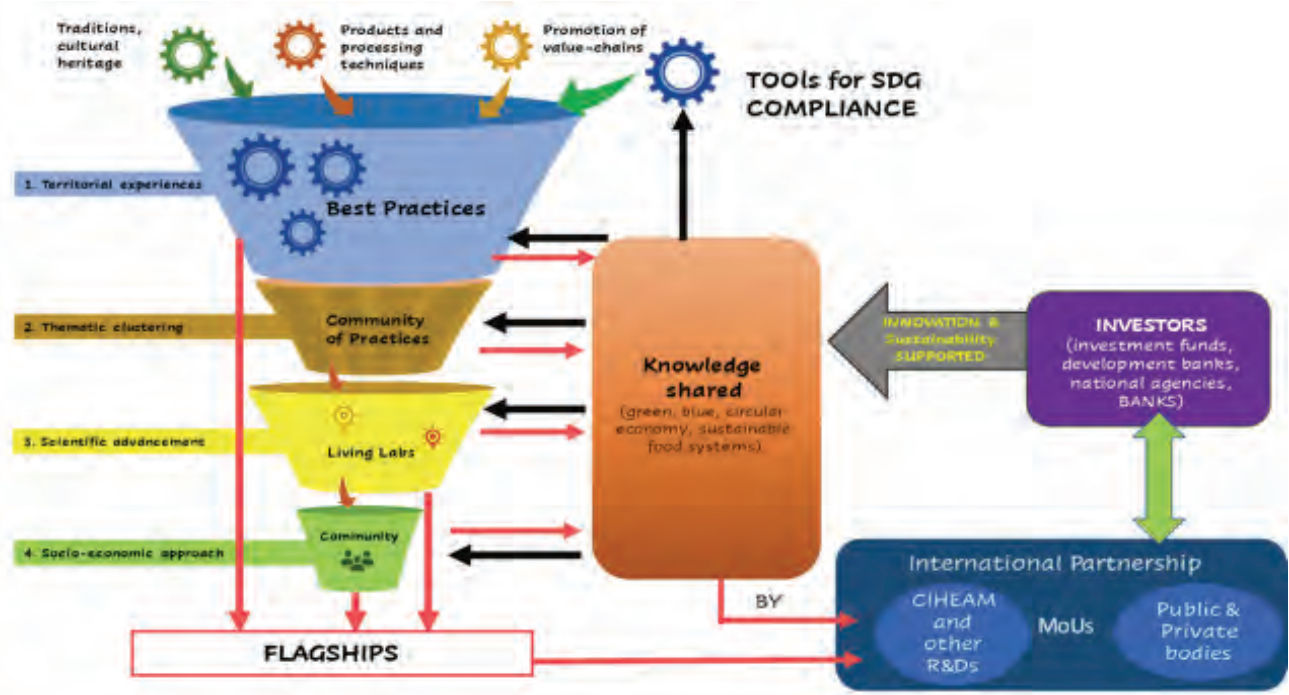 Traditions,
cultural
heritage
Products and
processing
techniques
Promotion of
value-chains
TOOLs for SDG
COMPLIANCE
1. Territorial experiences
Best Practices
2. Thematic clustering
Community
of Practices
3. Scientific advancement
Living Labs
4. Socio-economic approach
Community
FLAGSHIPS
Knowledge
shared
(green, blue, circular
economy, sustainable
food systems)
INNOVATION &
Sustainability
SUPPORTED
INVESTORS
(investment funds,
development banks,
national agencies,
BANKS)
BY
International Partnership
CIHEAM
and
other
R&Ds
MoUs
Public &
Private
bodies